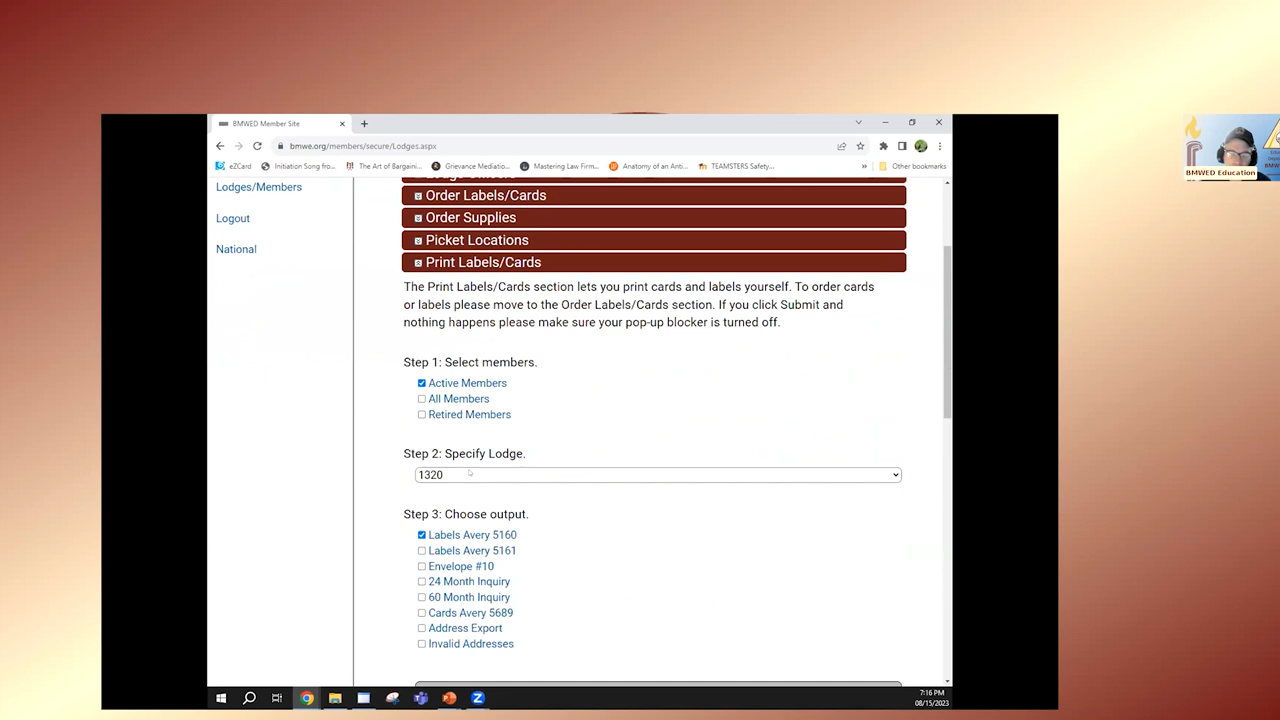 BMWED Member Site
bmwe.org/members/secure/Lodges.aspx
eZCard
Initiation Song fro...
The Art of Bargaini...
Grievance Mediatio...
Mastering Law Firm...
Anatomy of an Anti...
TEAMSTERS Safety...
»
Other bookmarks
Lodges/Members
Logout
National
Order Labels/Cards
Order Supplies
Picket Locations
Print Labels/Cards
The Print Labels/Cards section lets you print cards and labels yourself. To order cards
or labels please move to the Order Labels/Cards section. If you click Submit and
nothing happens please make sure your pop-up blocker is turned off.
Step 1: Select members.
Active Members
All Members
Retired Members
Step 2: Specify Lodge.
1320
Step 3: Choose output.
Labels Avery 5160
Labels Avery 5161
Envelope #10
24 Month Inquiry
60 Month Inquiry
Cards Avery 5689
Address Export
Invalid Addresses
7:16 PM
08/15/2023
BMWED Education